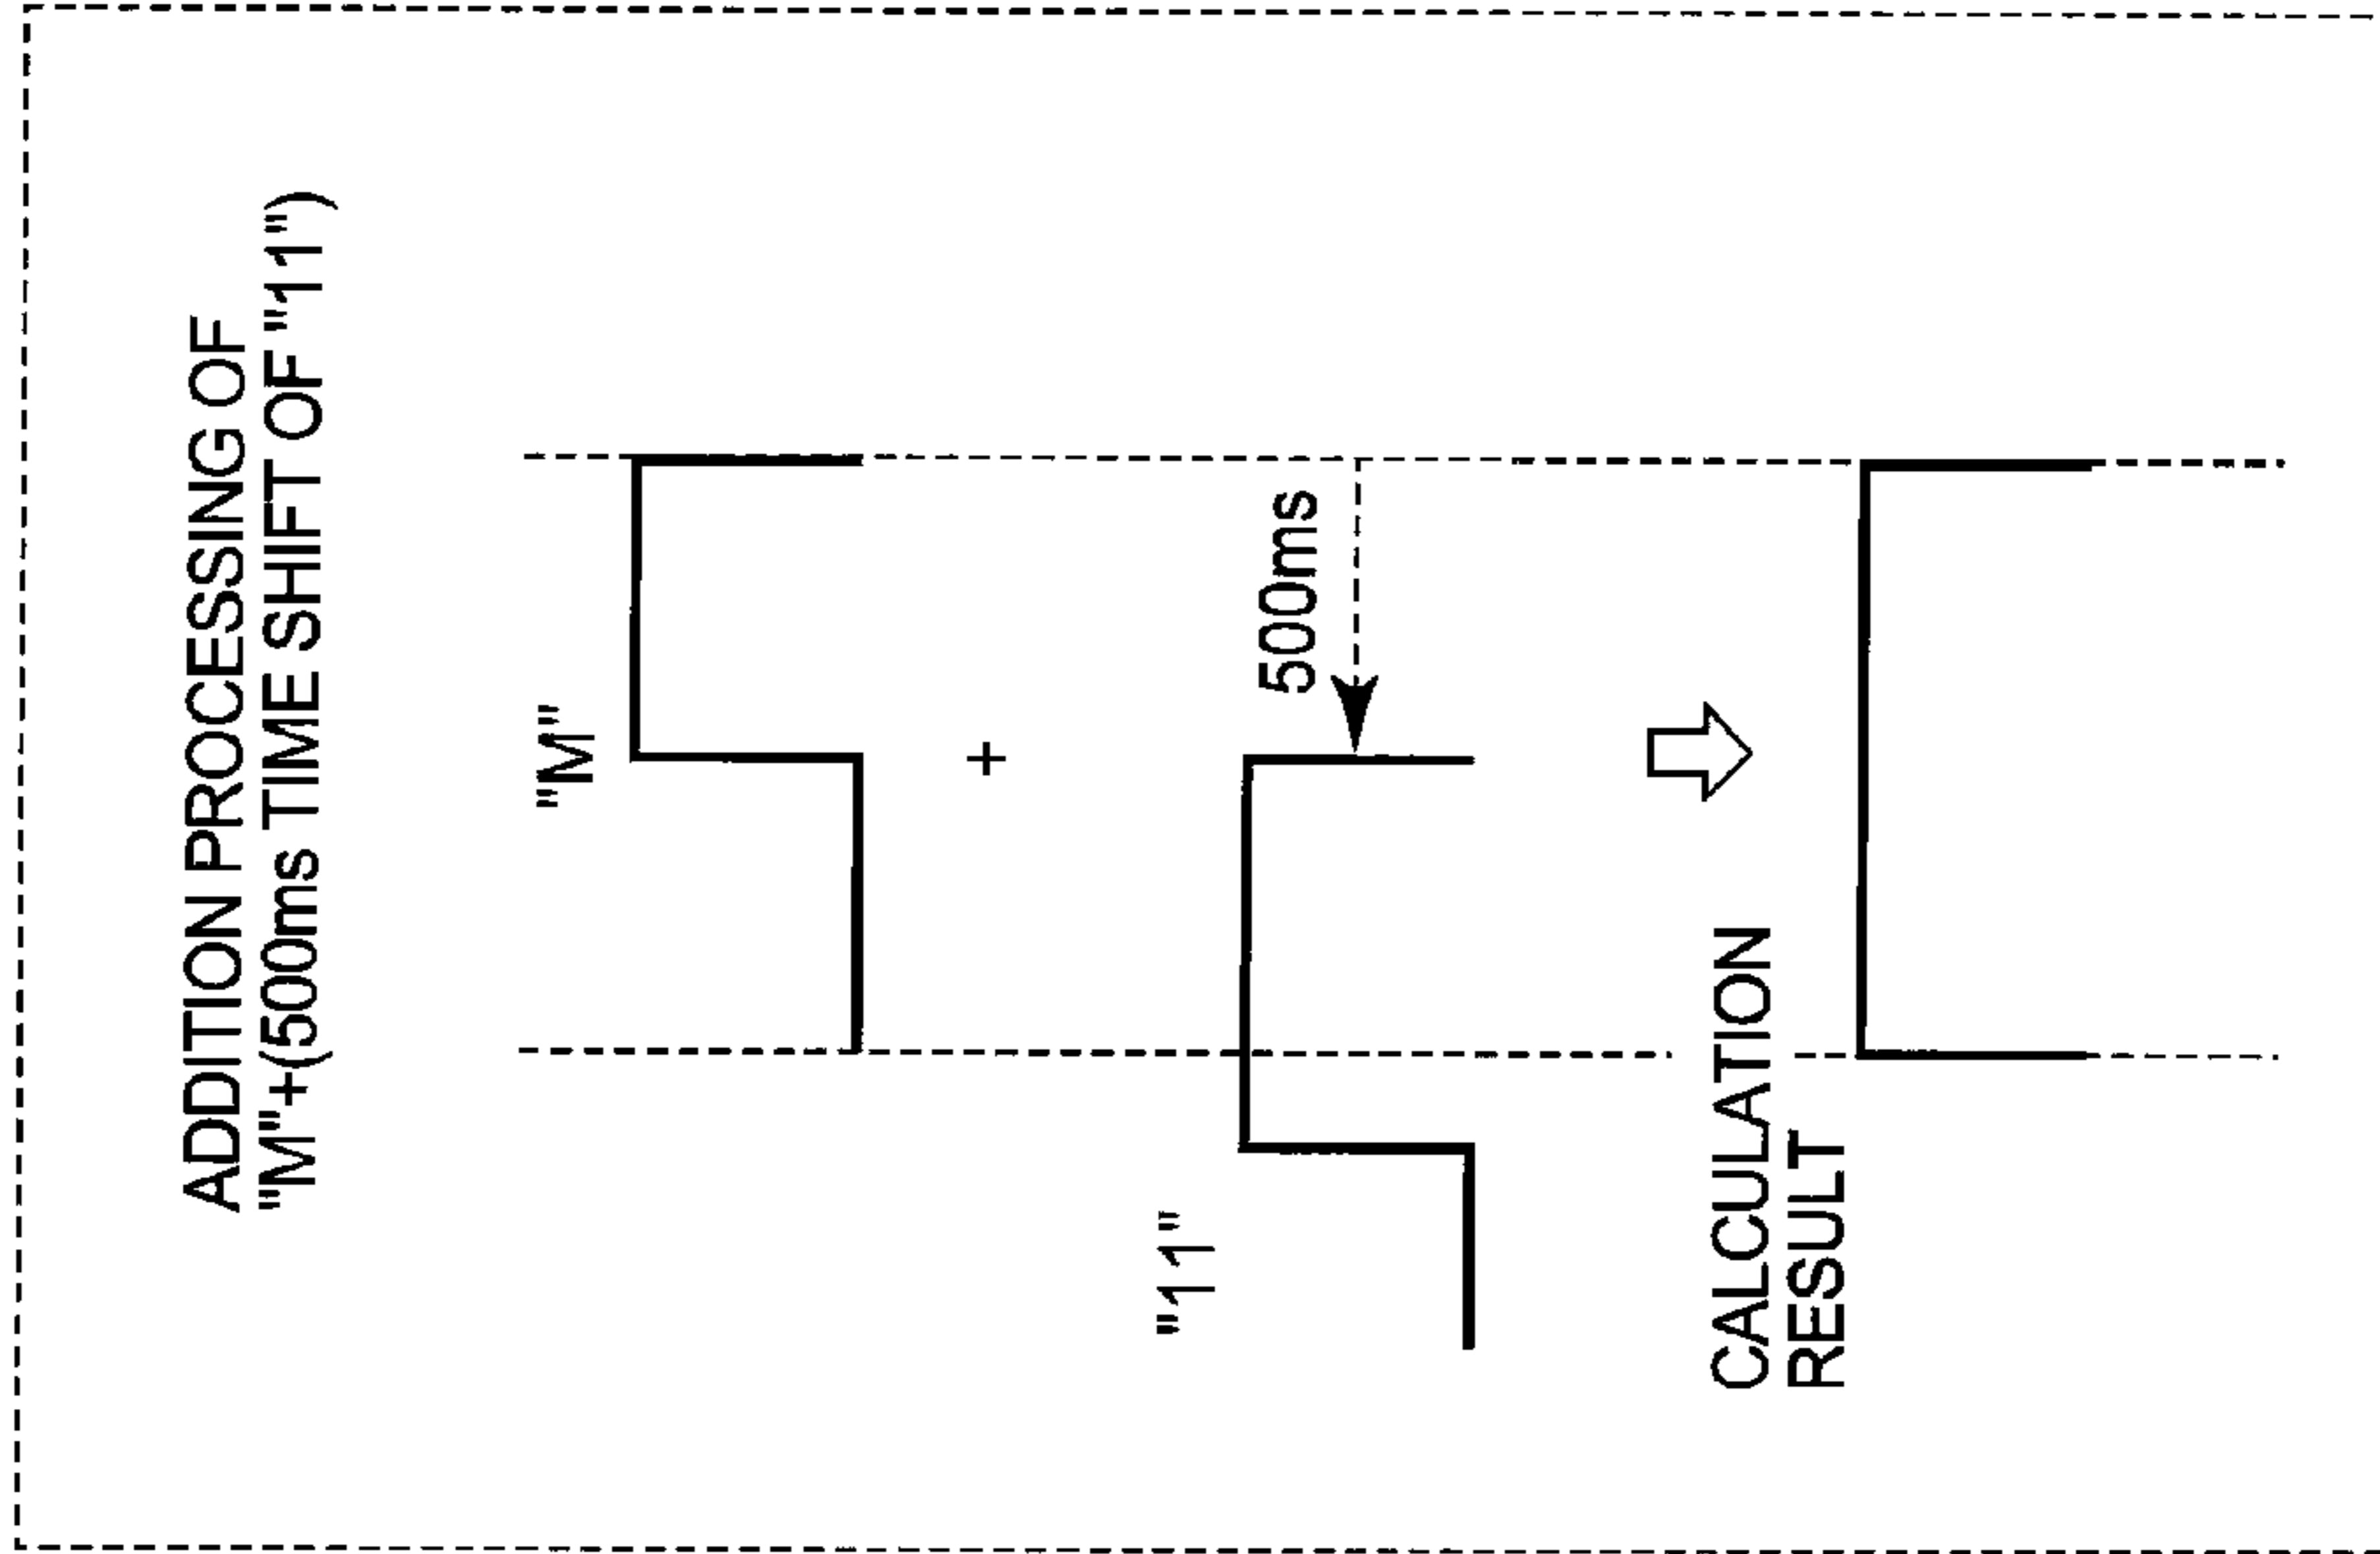 ADDITION PROCESSING OF
"M"+(500ms TIME SHIFT OF "11")
"M"
+
"11"
500ms
CALCULATION
RESULT